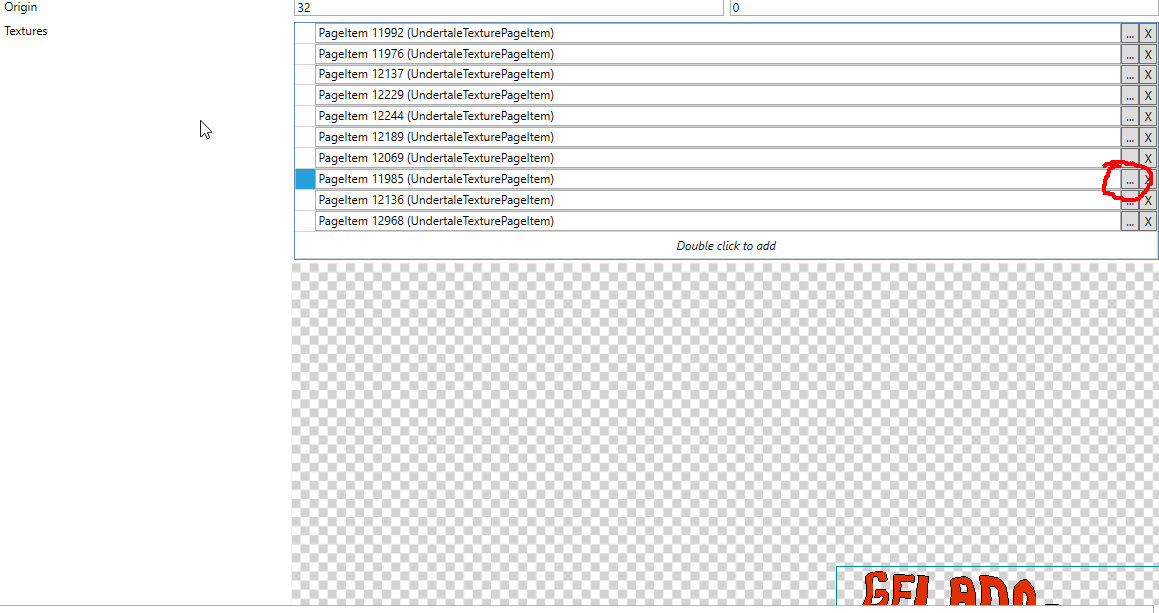 Origin
32
0
Textures
PageItem 11992 (UndertaleTexturePageItem) ... X
PageItem 11976 (UndertaleTexturePageItem) ... X
PageItem 12137 (UndertaleTexturePageItem) ... X
PageItem 12229 (UndertaleTexturePageItem) ... X
PageItem 12244 (UndertaleTexturePageItem) ... X
PageItem 12189 (UndertaleTexturePageItem) ... X
PageItem 12069 (UndertaleTexturePageItem) ... X
PageItem 11985 (UndertaleTexturePageItem) ... X
PageItem 12136 (UndertaleTexturePageItem) ... X
PageItem 12968 (UndertaleTexturePageItem) ... X
Double click to add
GELADO